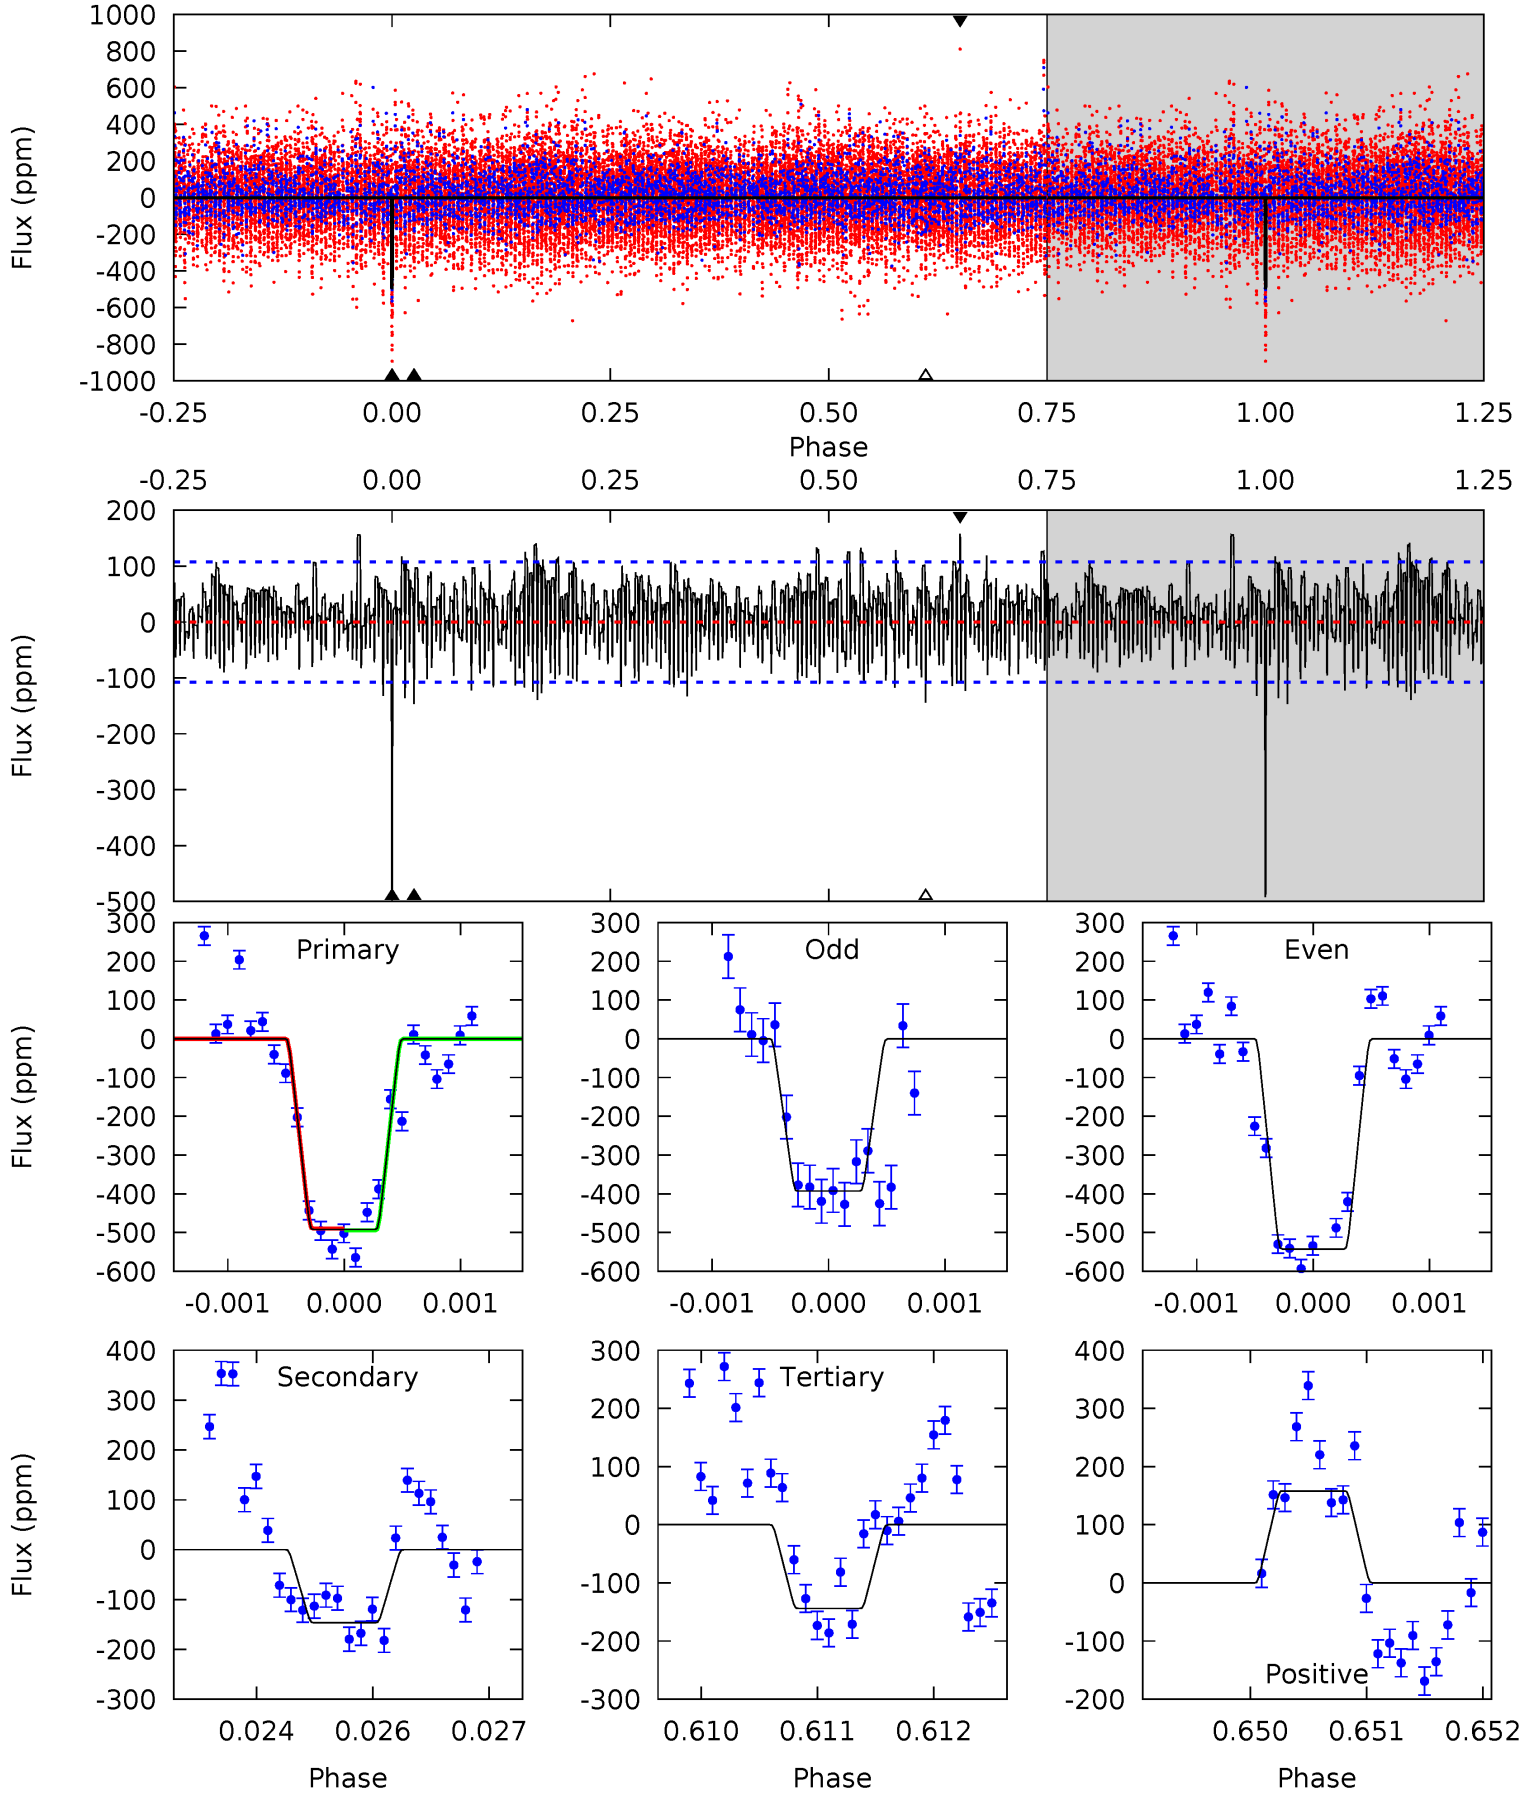 1000
800
600
400
200
0
-200
-400
-600
-800
-1000
Flux (ppm)
-0.25 0.00 0.25 0.50 0.75 1.00 1.25
Phase
-0.25 0.00 0.25 0.50 0.75 1.00 1.25
200
100
0
-100
-200
-300
-400
-500
Flux (ppm)
Primary Odd Even
300 300 300
200 200 200
100 100 100
0 0 0
-100 -100 -100
-200 -200 -200
-300 -300 -300
-400 -400 -400
-500 -500 -500
-600 -600 -600
Flux (ppm)
-0.001 0.000 0.001 -0.001 0.000 0.001 -0.001 0.000 0.001
Secondary Tertiary Positive
400 300 400
300 200 300
200 100 200
100 0 100
0 -100 0
-100 -200 -100
-200 -300 -200
-300
Flux (ppm)
0.024 0.026 0.027 0.610 0.611 0.612 0.650 0.651 0.652
Phase Phase Phase